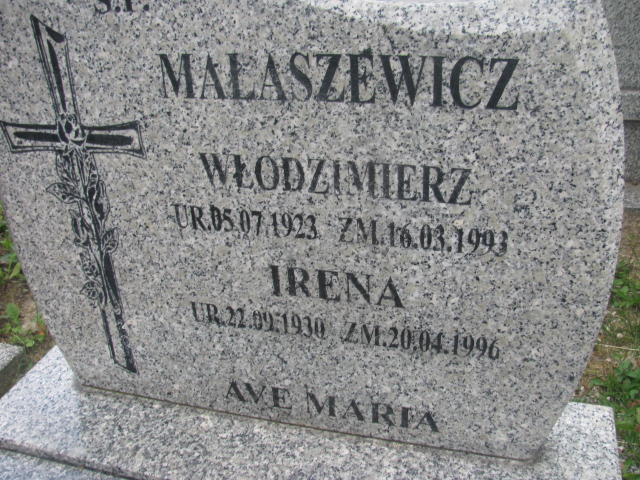 Ś.P.
MAŁASZEWICZ
WŁODZIMIERZ
UR.05.07.1923 ZM.16.03.1993
IRENA
UR.22.09.1930 ZM.20.04.1996
AVE MARIA